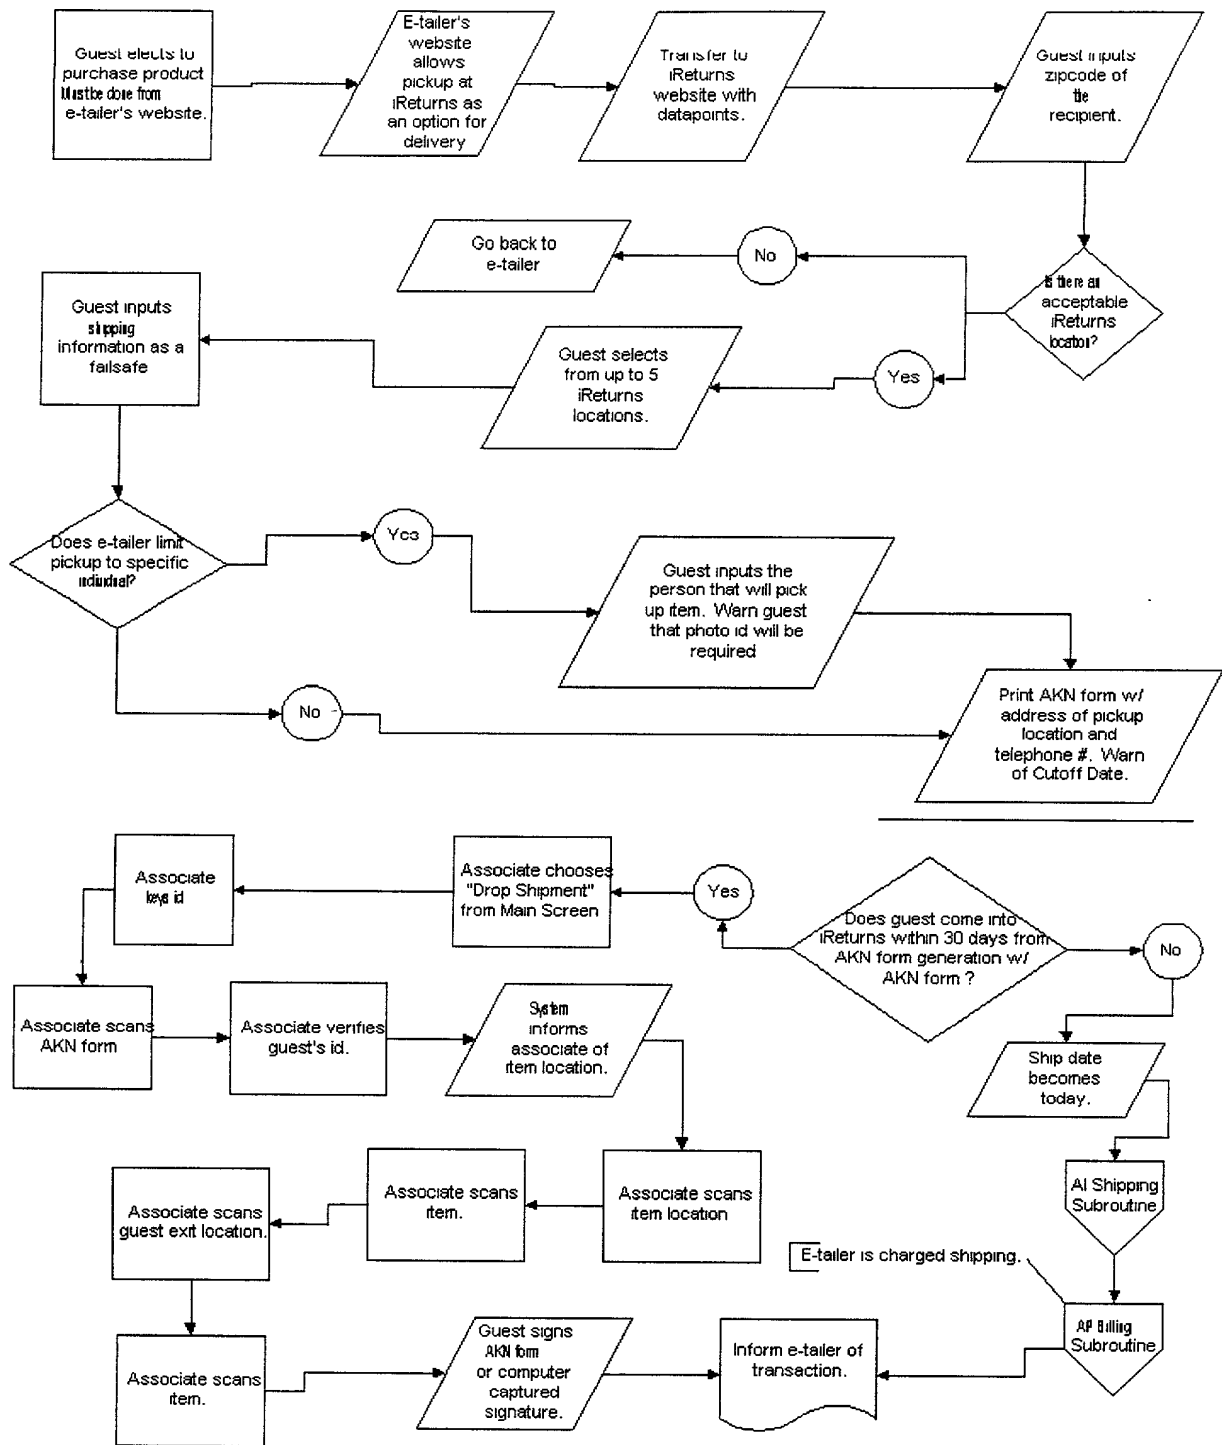 Guest elects to
purchase product
Must be done from
e-tailer's website.
E-tailer's
website
allows
pickup at
iReturns as
an option for
delivery
Transfer to
iReturns
website with
datapoints.
Guest inputs
zipcode of
the
recipient.
Is there an
acceptable
iReturns
location?
No
Go back to
e-tailer
Yes
Guest selects
from up to 5
iReturns
locations.
Guest inputs
shipping
information as a
failsafe
Does e-tailer limit
pickup to specific
individual?
Yes
Guest inputs the
person that will pick
up item. Warn guest
that photo id will be
required
No
Print AKN form w/
address of pickup
location and
telephone #. Warn
of Cutoff Date.
Does guest come into
iReturns within 30 days from
AKN form generation w/
AKN form ?
Yes
Associate chooses
"Drop Shipment"
from Main Screen
Associate
keys id
Associate scans
AKN form
Associate verifies
guest's id.
System
informs
associate of
item location.
Associate scans
item location
Associate scans
item.
Associate scans
guest exit location.
Associate scans
item.
Guest signs
AKN form
or computer
captured
signature.
Inform e-tailer of
transaction.
No
Ship date
becomes
today.
AI Shipping
Subroutine
E-tailer is charged shipping.
AP Billing
Subroutine